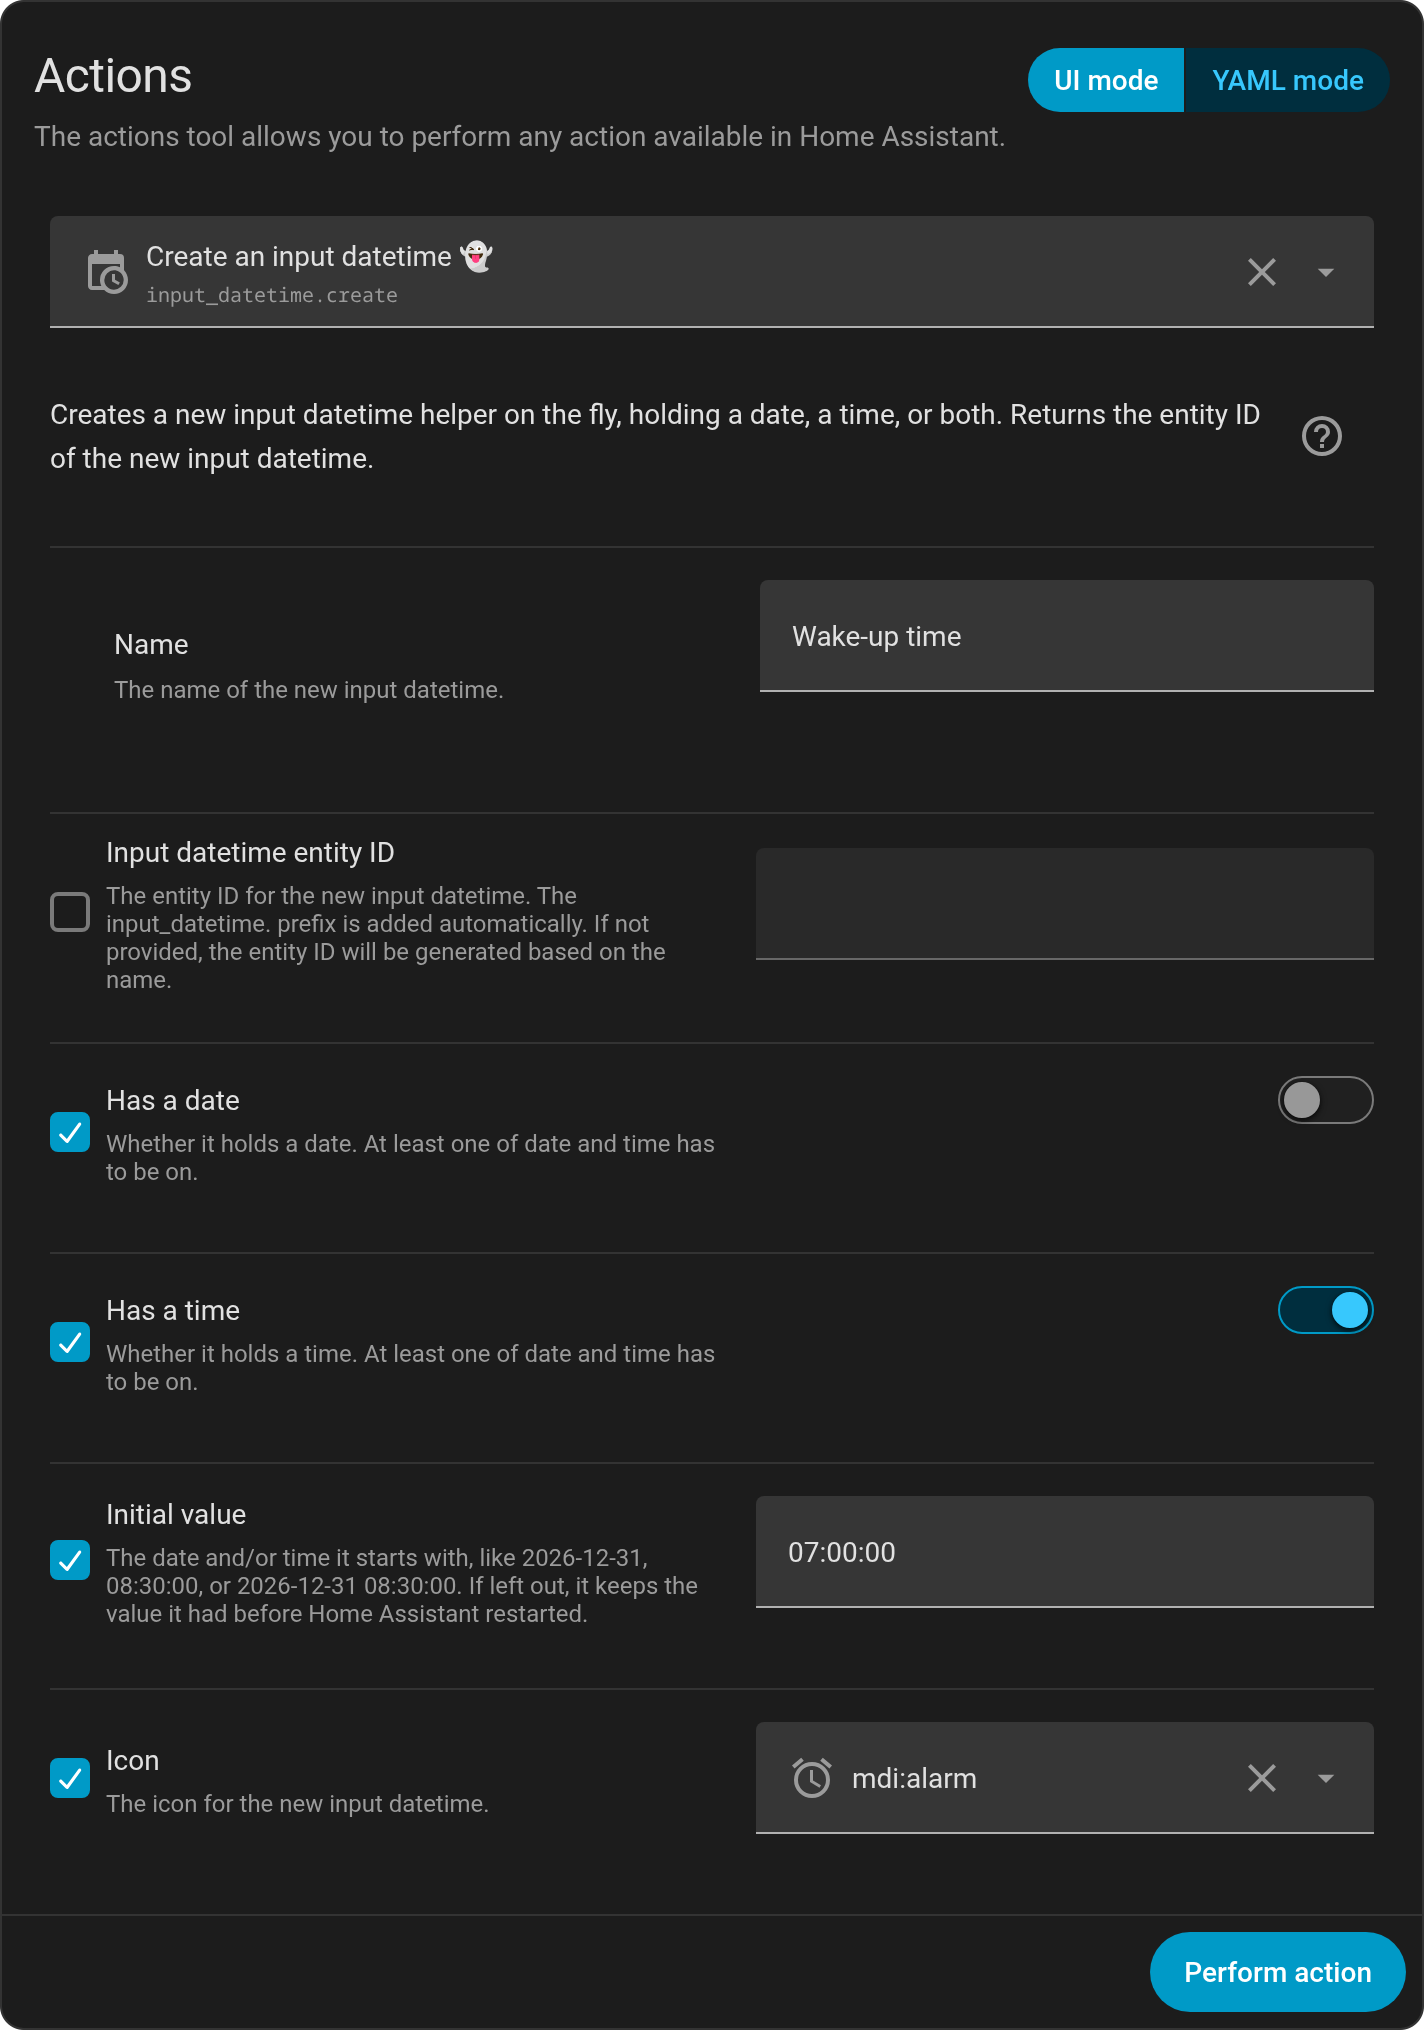 Actions
UI mode
YAML mode
The actions tool allows you to perform any action available in Home Assistant.
Create an input datetime 👻
input_datetime.create
Creates a new input datetime helper on the fly, holding a date, a time, or both. Returns the entity ID
of the new input datetime.
Name
The name of the new input datetime.
Wake-up time
Input datetime entity ID
The entity ID for the new input datetime. The
input_datetime. prefix is added automatically. If not
provided, the entity ID will be generated based on the
name.
Has a date
Whether it holds a date. At least one of date and time has
to be on.
Has a time
Whether it holds a time. At least one of date and time has
to be on.
Initial value
The date and/or time it starts with, like 2026-12-31,
08:30:00, or 2026-12-31 08:30:00. If left out, it keeps the
value it had before Home Assistant restarted.
07:00:00
Icon
The icon for the new input datetime.
mdi:alarm
Perform action